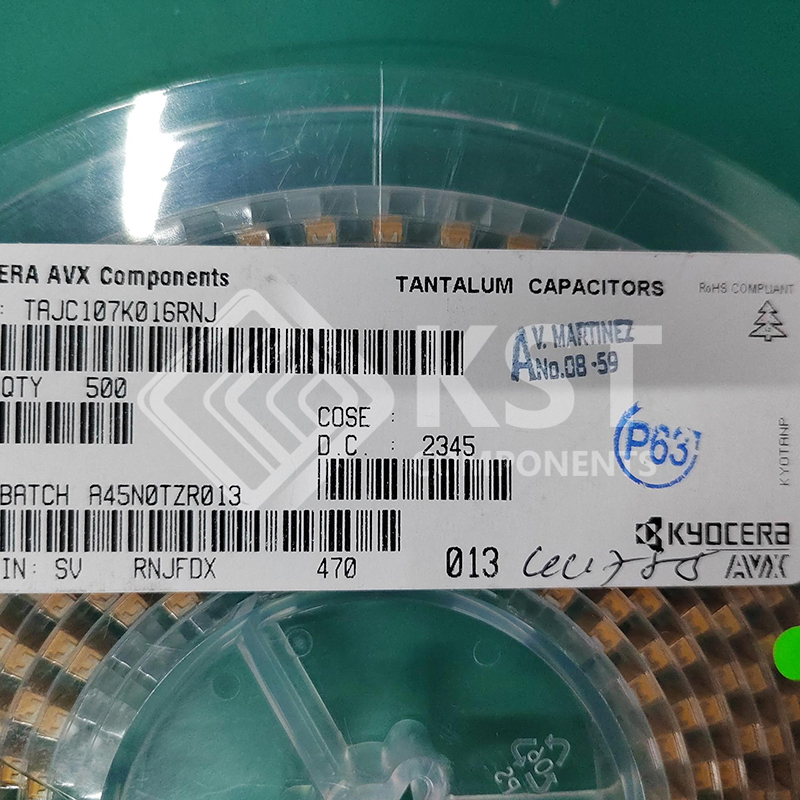 ERA AVX Components
TANTALUM CAPACITORS
RoHS COMPLIANT
: TAJC107K016RNJ
A V. MARTINEZ
No.08-59
QTY 500
COSE :
D.C. : 2345
P63
KST
COMPONENTS
KYOTANP
BATCH A45N0TZR013
KYOCERA
AVX
IN: SV RNJFDX 470 013